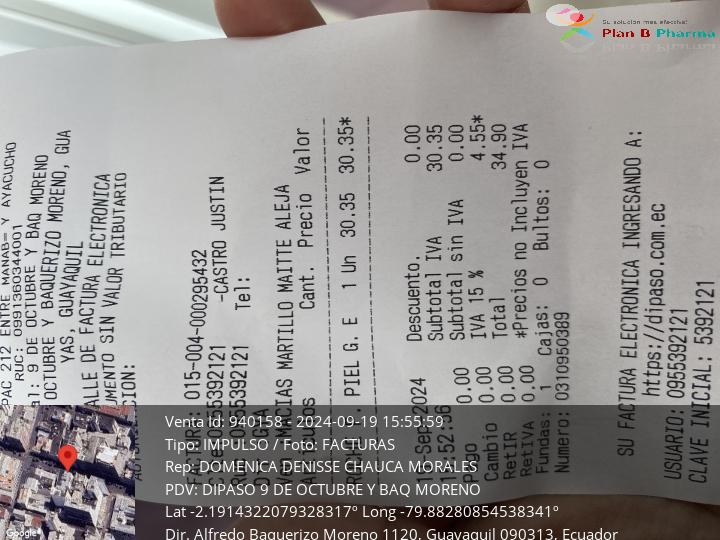 PAC 212 ENTRE MANAB= Y AYACUCHO
RUC: 0991360344001
al: 9 DE OCTUBRE Y BAQ MORENO
OCTUBRE Y BAQUERIZO MORENO, GUA
YAS, GUAYAQUIL
ALLE DE FACTURA ELECTRONICA
UMENTO SIN VALOR TRIBUTARIO
CION:
015-004-000295432
-CASTRO JUSTIN
Tel:
MACIAS MARTILLO MAITTE ALEJA
Cant. Precio Valor
. PIEL G. E 1 Un 30.35 30.35*
Descuento. 0.00
Subtotal IVA 30.35
Subtotal sin IVA 0.00
IVA 15 % 4.55*
Total 34.90
*Precios no Incluyen IVA
2024
Pago 0.00
Cambio 0.00
RetIR 0.00
RetIVA 0.00
Fundas: 1 Cajas: 0 Bultos: 0
Numero: 0310950389
SU FACTURA ELECTRONICA INGRESANDO A:
https://dipaso.com.ec
USUARIO: 0955392121
CLAVE INICIAL: 5392121
Su solución más efectiva!
Plan B Pharma
Venta Id: 940158 - 2024-09-19 15:55:59
Tipo: IMPULSO / Foto: FACTURAS
Rep: DOMENICA DENISSE CHAUCA MORALES
PDV: DIPASO 9 DE OCTUBRE Y BAQ MORENO
Lat -2.1914322079328317º Long -79.88280854538341º
Dir. Alfredo Baquerizo Moreno 1120, Guayaquil 090313, Ecuador
Google